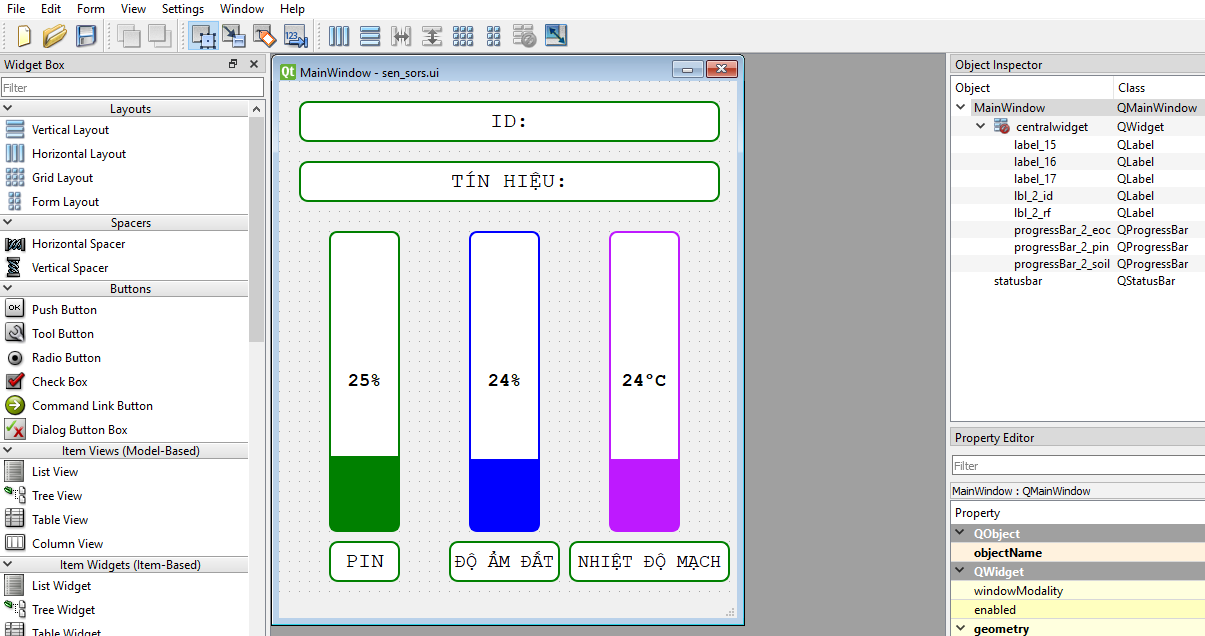 File Edit Form View Settings Window Help
Widget Box
Filter
Layouts
Vertical Layout
Horizontal Layout
Grid Layout
Form Layout
Spacers
Horizontal Spacer
Vertical Spacer
Buttons
OK Push Button
Tool Button
Radio Button
Check Box
Command Link Button
Dialog Button Box
Item Views (Model-Based)
List View
Tree View
Table View
Column View
Item Widgets (Item-Based)
List Widget
Tree Widget
Table Widget
123
Qt MainWindow - sen_sors.ui
ID:
TÍN HIỆU:
25% 24% 24°C
PIN ĐỘ ẨM ĐẤT NHIỆT ĐỘ MẠCH
Object Inspector
Object Class
MainWindow QMainWindow
centralwidget QWidget
label_15 QLabel
label_16 QLabel
label_17 QLabel
lbl_2_id QLabel
lbl_2_rf QLabel
progressBar_2_eoc QProgressBar
progressBar_2_pin QProgressBar
progressBar_2_soil QProgressBar
statusbar QStatusBar
Property Editor
Filter
MainWindow : QMainWindow
Property
QObject
objectName
QWidget
windowModality
enabled
geometry